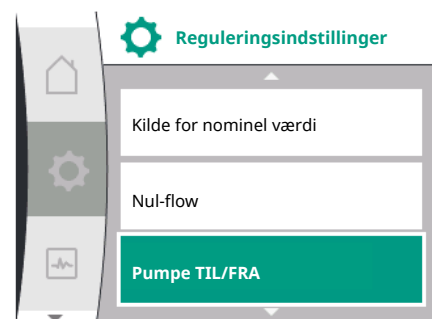 Reguleringsindstillinger
Kilde for nominel værdi
Nul-flow
Pumpe TIL/FRA